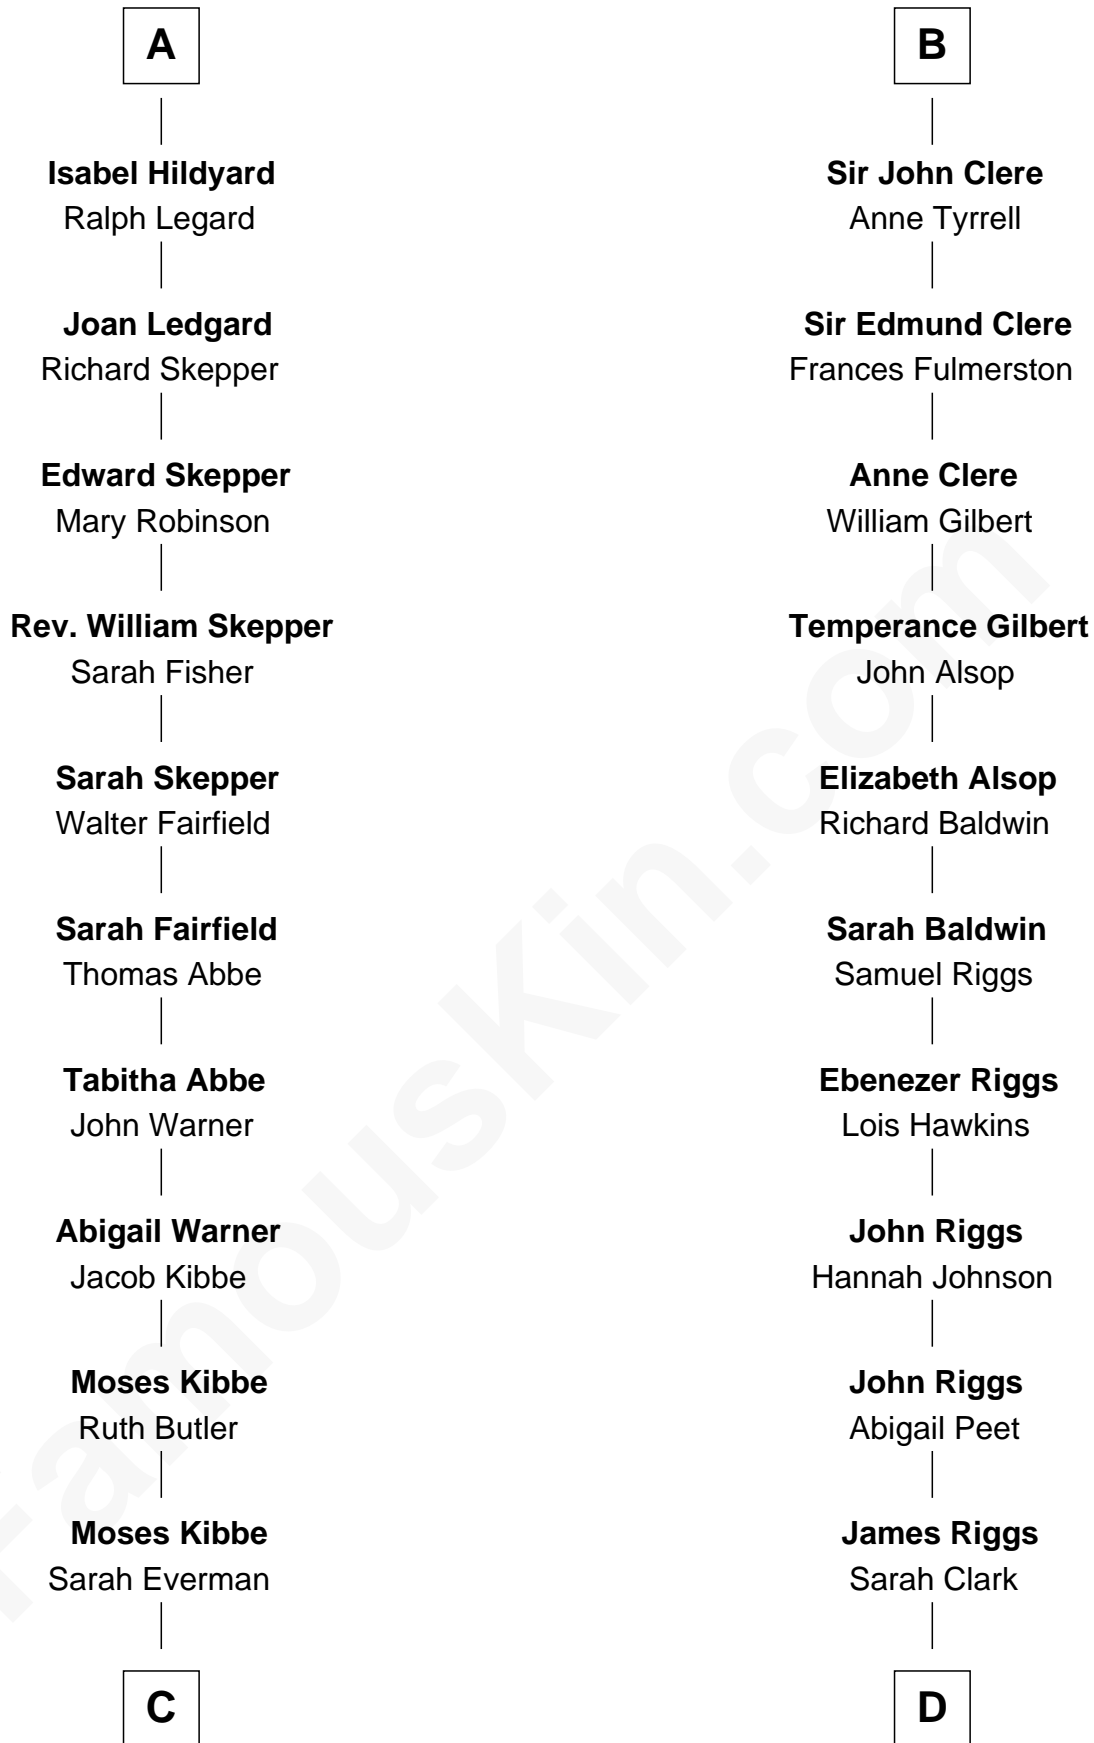 A
Isabel Hildyard
Ralph Legard
Joan Ledgard
Richard Skepper
Edward Skepper
Mary Robinson
Rev. William Skepper
Sarah Fisher
Sarah Skepper
Walter Fairfield
Sarah Fairfield
Thomas Abbe
Tabitha Abbe
John Warner
Abigail Warner
Jacob Kibbe
Moses Kibbe
Ruth Butler
Moses Kibbe
Sarah Everman
C
B
Sir John Clere
Anne Tyrrell
Sir Edmund Clere
Frances Fulmerston
Anne Clere
William Gilbert
Temperance Gilbert
John Alsop
Elizabeth Alsop
Richard Baldwin
Sarah Baldwin
Samuel Riggs
Ebenezer Riggs
Lois Hawkins
John Riggs
Hannah Johnson
John Riggs
Abigail Peet
James Riggs
Sarah Clark
D
FamousKin.com